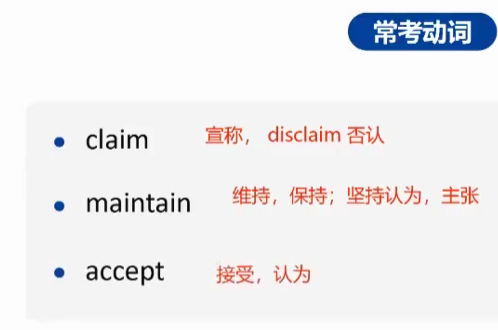 常考动词
• claim 宣称， disclaim 否认
• maintain 维持，保持；坚持认为，主张
• accept 接受，认为